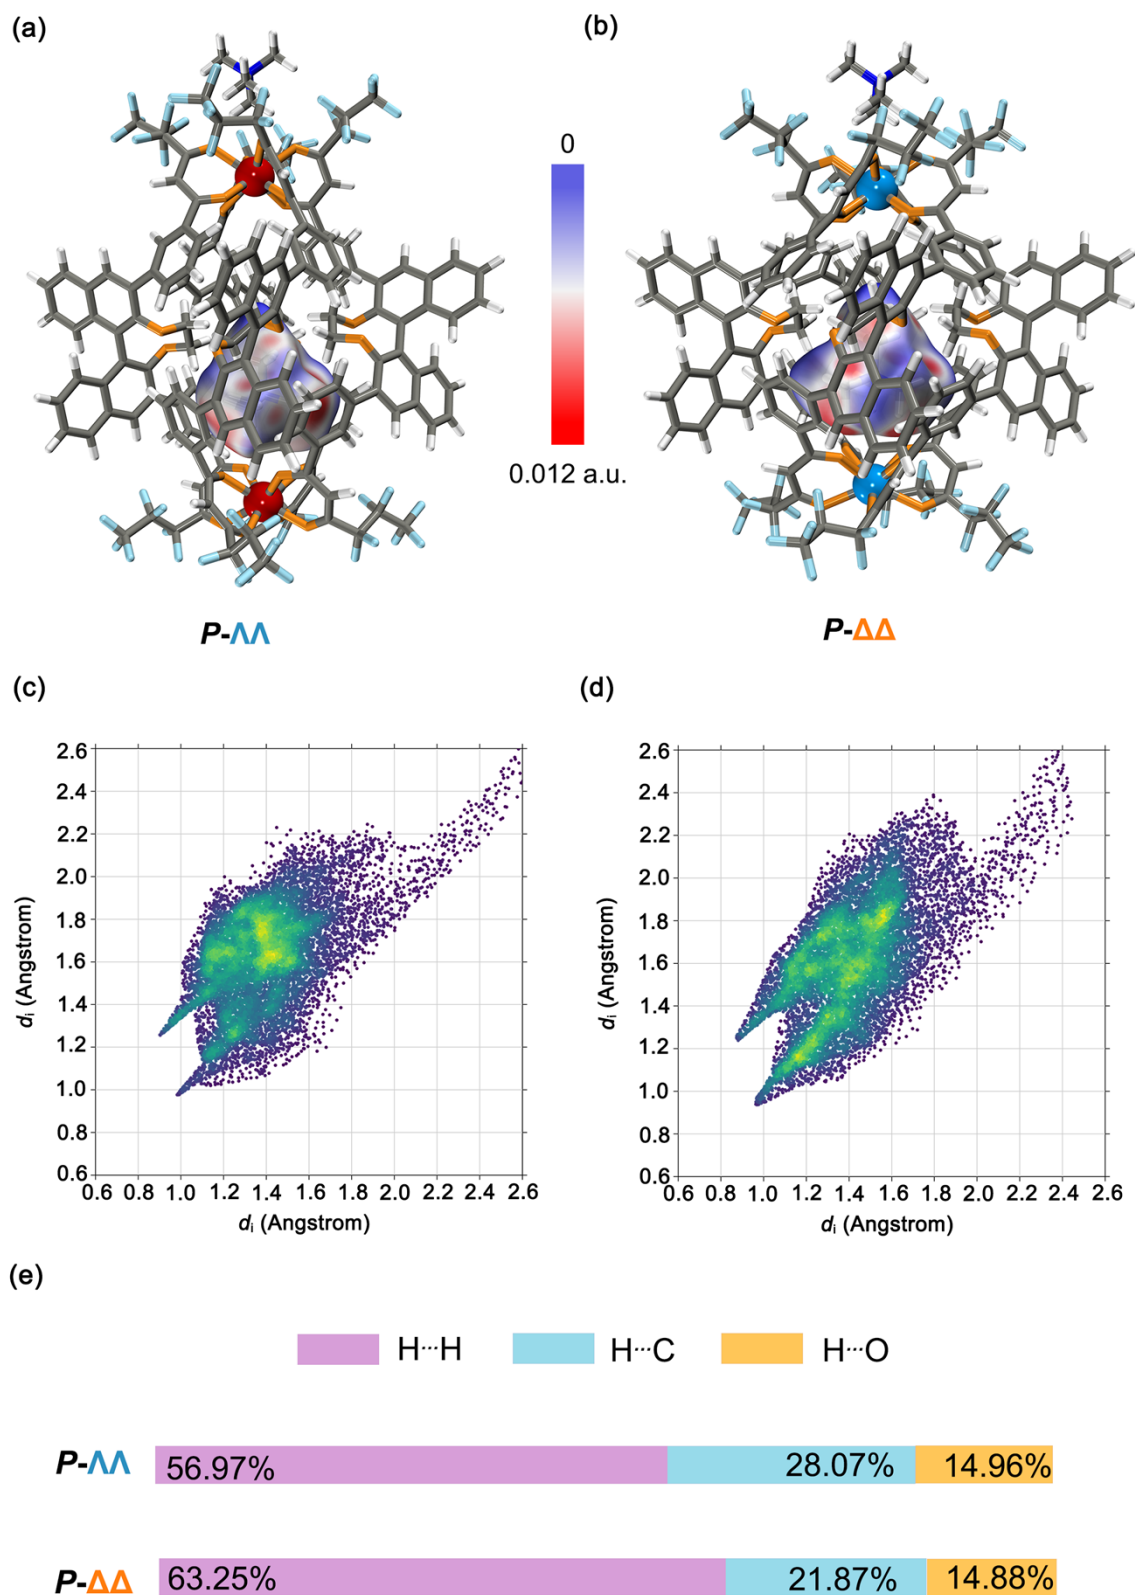 (a)
(b)
0
0.012 a.u.
P-ΛΛ
P-ΔΔ
(c)
(d)
2.6
2.4
2.2
2.0
1.8
1.6
1.4
1.2
1.0
0.8
0.6
dᵢ (Angstrom)
0.6 0.8 1.0 1.2 1.4 1.6 1.8 2.0 2.2 2.4 2.6
dᵢ (Angstrom)
2.6
2.4
2.2
2.0
1.8
1.6
1.4
1.2
1.0
0.8
0.6
dᵢ (Angstrom)
0.6 0.8 1.0 1.2 1.4 1.6 1.8 2.0 2.2 2.4 2.6
dᵢ (Angstrom)
(e)
H···H H···C H···O
P-ΛΛ 56.97% 28.07% 14.96%
P-ΔΔ 63.25% 21.87% 14.88%